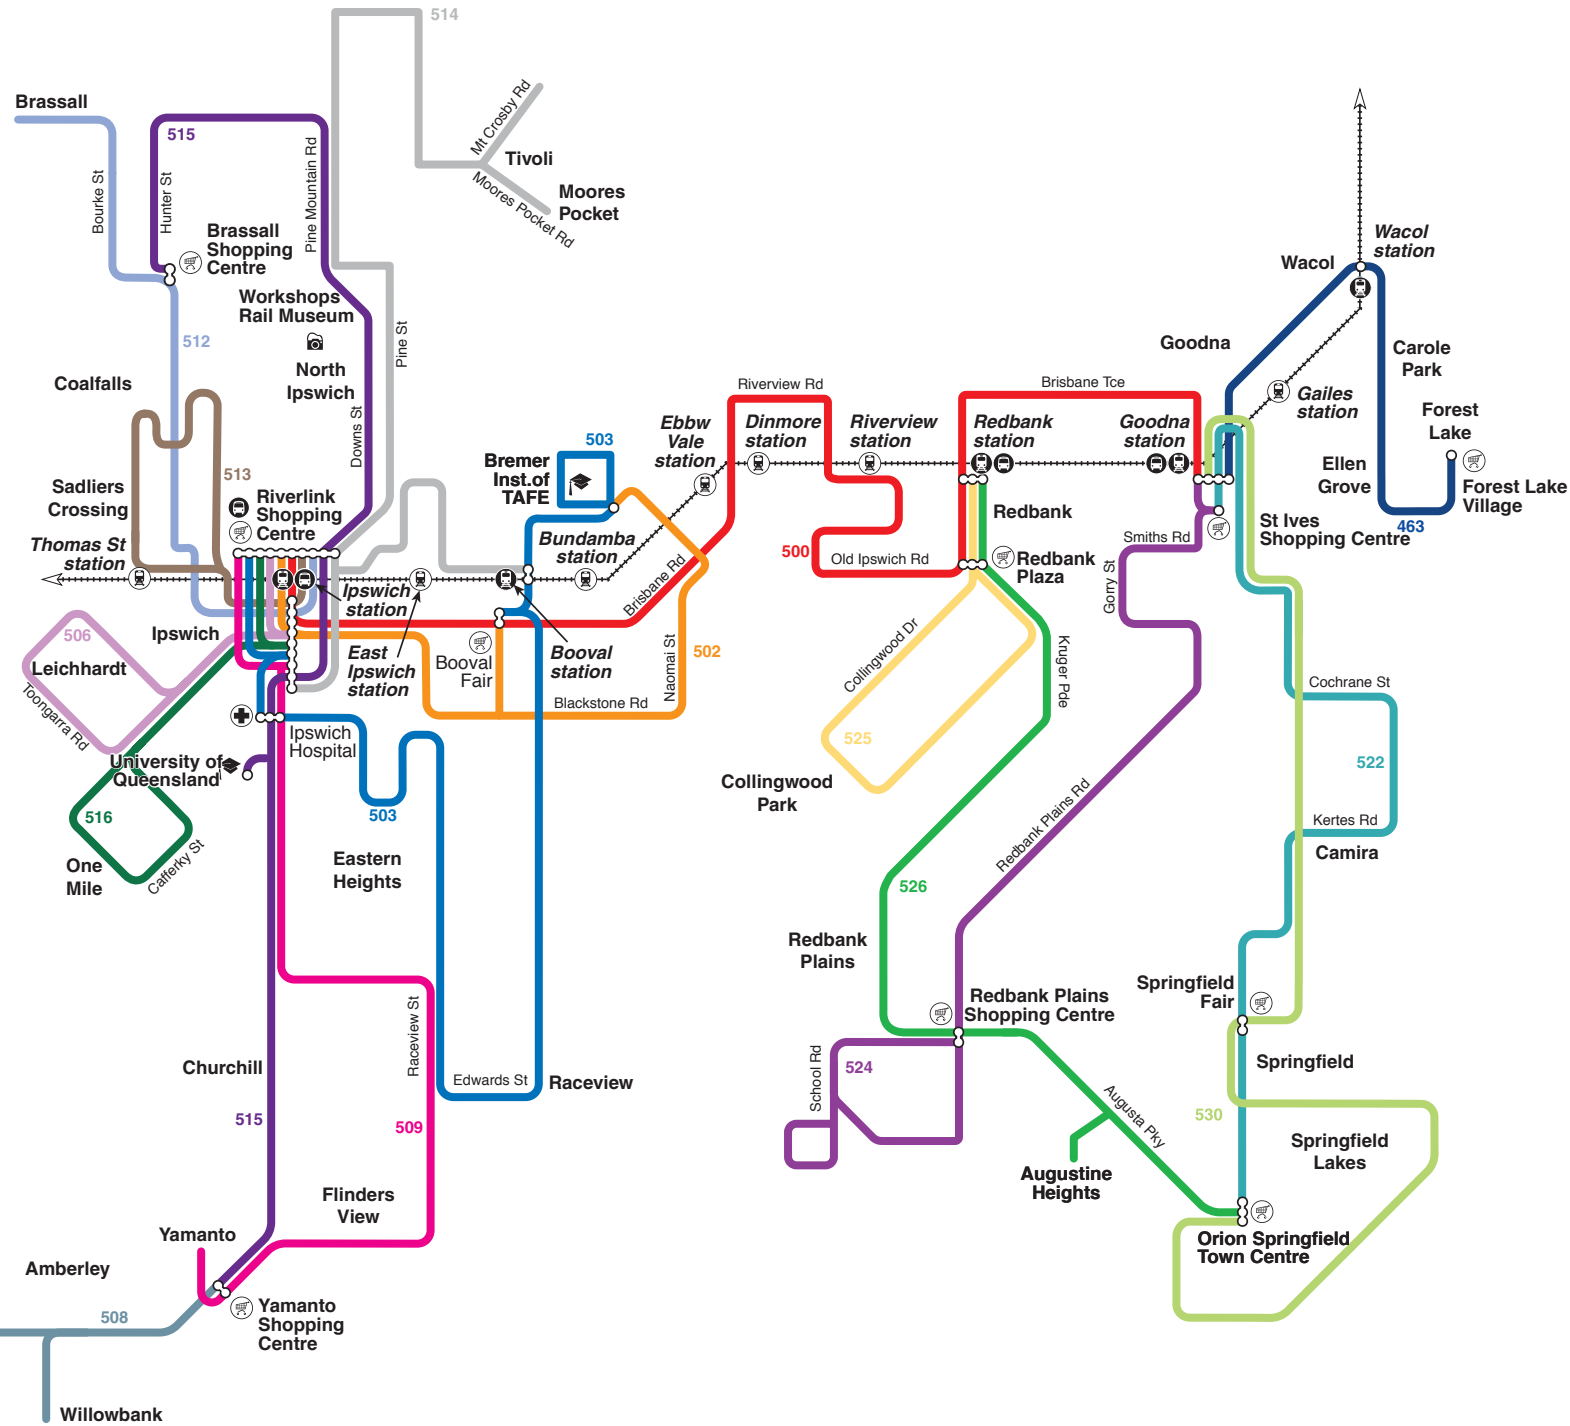 514
Brassall
515
Mt Crosby Rd
Tivoli
Moores Pocket Rd
Moores
Pocket
Bourke St
Hunter St
Pine Mountain Rd
Brassall
Shopping
Centre
Workshops
Rail Museum
512
North
Ipswich
Pine St
Downs St
Coalfalls
513
Sadliers
Crossing
Riverlink
Shopping
Centre
Thomas St
station
Ipswich
station
506
Ipswich
Leichhardt
Toongarra Rd
East
Ipswich
station
503
Bremer
Inst.of
TAFE
Bundamba
station
Booval
Fair
Booval
station
Ebbw
Vale
station
Brisbane Rd
Naomai St
502
Blackstone Rd
Ipswich
Hospital
University of
Queensland
516
One
Mile
Cafferky St
503
Eastern
Heights
Riverview Rd
Dinmore
station
Riverview
station
500
Old Ipswich Rd
Brisbane Tce
Redbank
station
Goodna
station
Redbank
Redbank
Plaza
Wacol
station
Wacol
Goodna
Carole
Park
Gailes
station
Forest
Lake
Ellen
Grove
Forest Lake
Village
463
St Ives
Shopping Centre
Smiths Rd
Gorry St
Collingwood Dr
525
Collingwood
Park
Kruger Pde
Cochrane St
522
Kertes Rd
Camira
Redbank Plains Rd
526
Redbank
Plains
Redbank Plains
Shopping Centre
Springfield
Fair
Springfield
School Rd
524
Augusta Pky
Augustine
Heights
530
Springfield
Lakes
Orion Springfield
Town Centre
Churchill
515
Raceview St
Edwards St
Raceview
509
Flinders
View
Yamanto
Amberley
508
Yamanto
Shopping
Centre
Willowbank